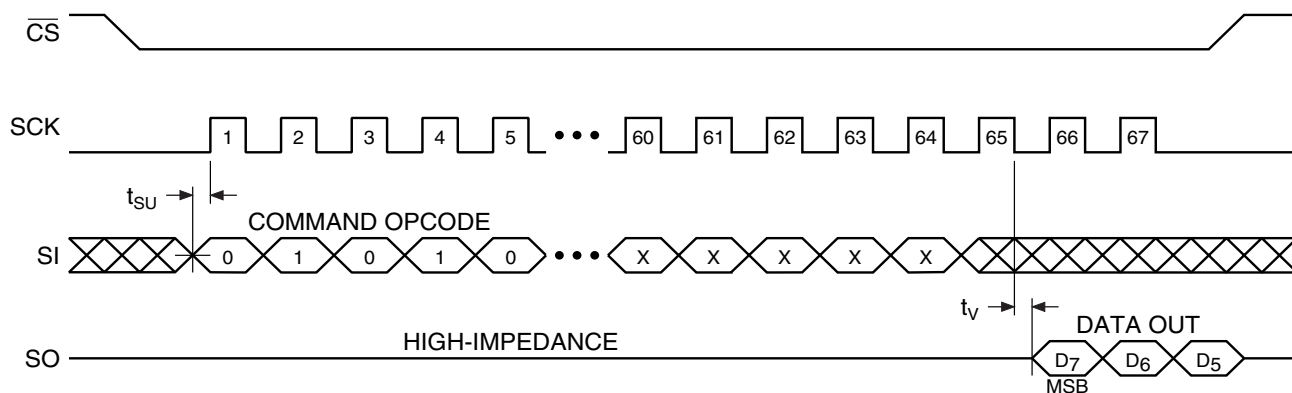 CS
SCK
1 2 3 4 5 ••• 60 61 62 63 64 65 66 67
tSU
COMMAND OPCODE
SI
0 1 0 1 0 ••• X X X X X
tV
HIGH-IMPEDANCE
DATA OUT
SO
D7 D6 D5
MSB